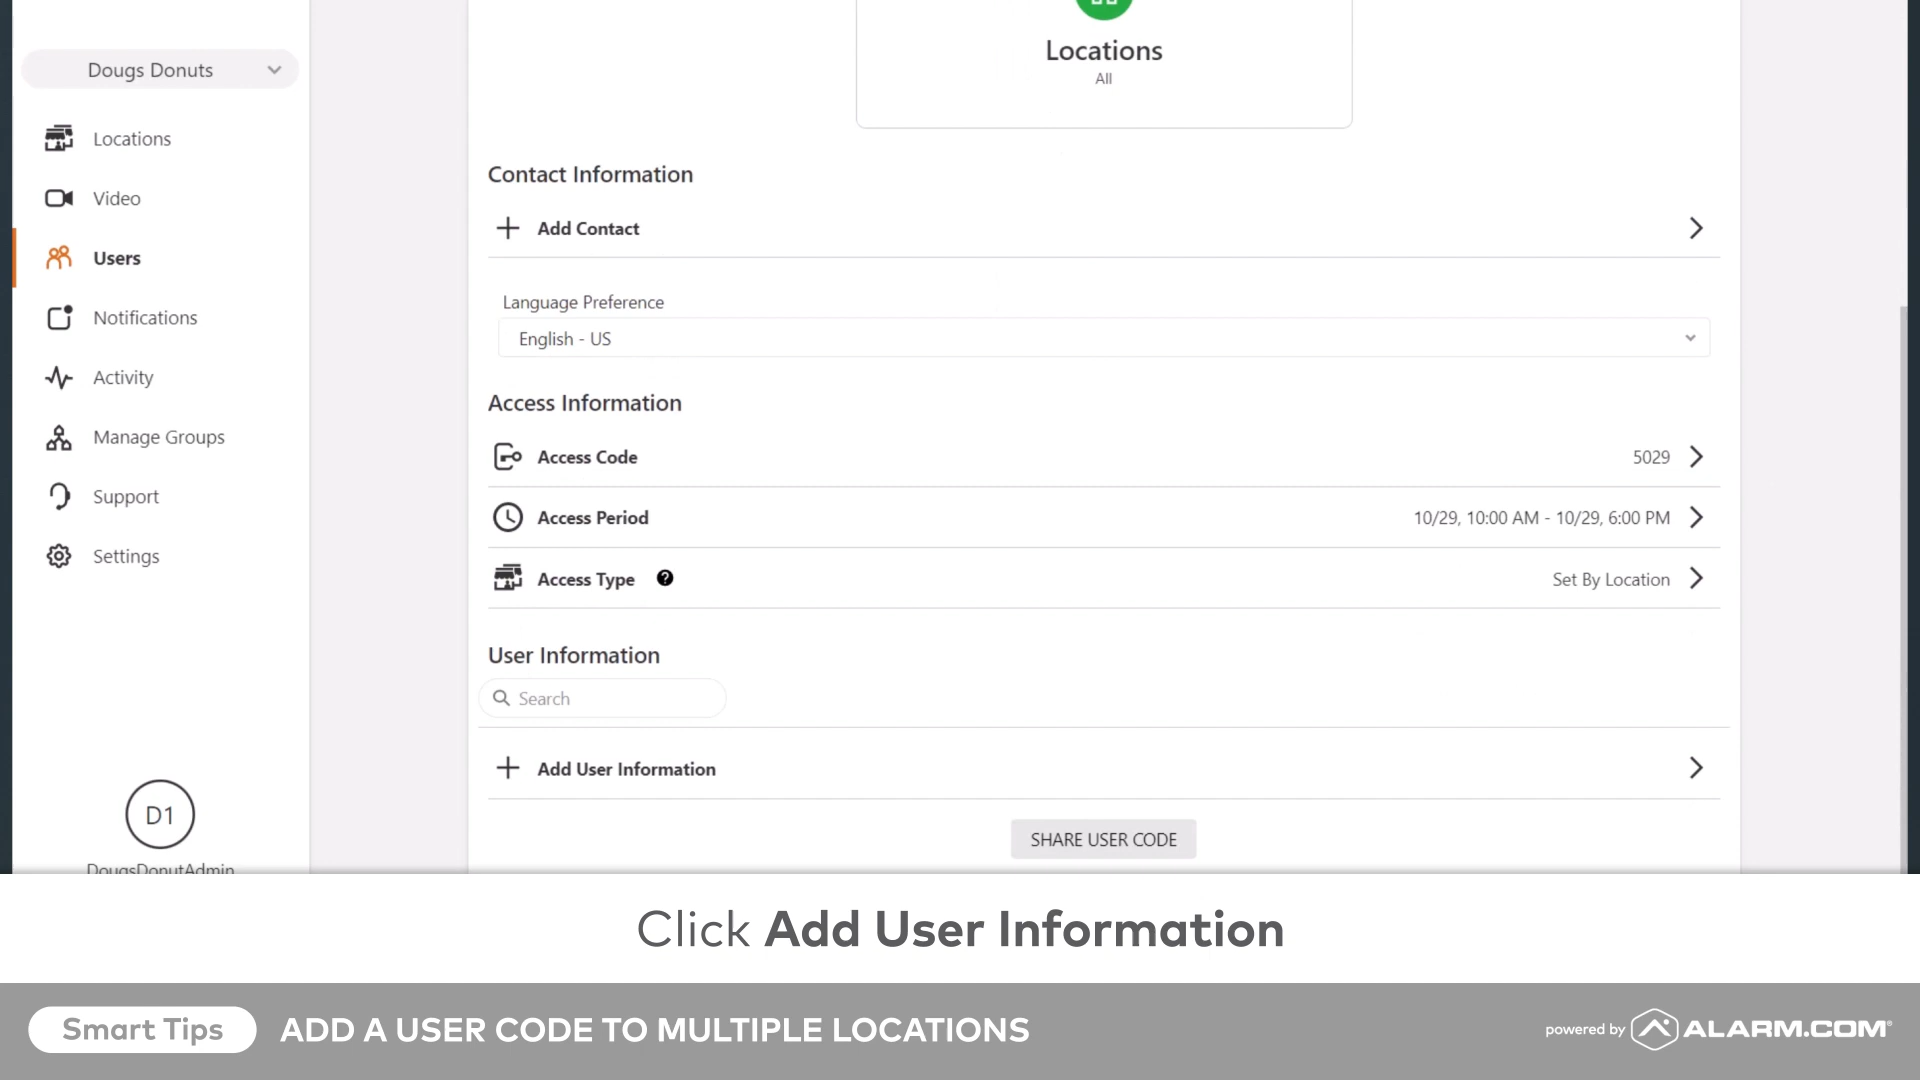 Dougs Donuts
Locations
Video
Users
Notifications
Activity
Manage Groups
Support
Settings
D1
DougsDonutAdmin
Locations
All
Contact Information
Add Contact
Language Preference
English - US
Access Information
Access Code 5029
Access Period 10/29, 10:00 AM - 10/29, 6:00 PM
Access Type ? Set By Location
User Information
Search
Add User Information
SHARE USER CODE
Click Add User Information
Smart Tips ADD A USER CODE TO MULTIPLE LOCATIONS
powered by ALARM.COM®